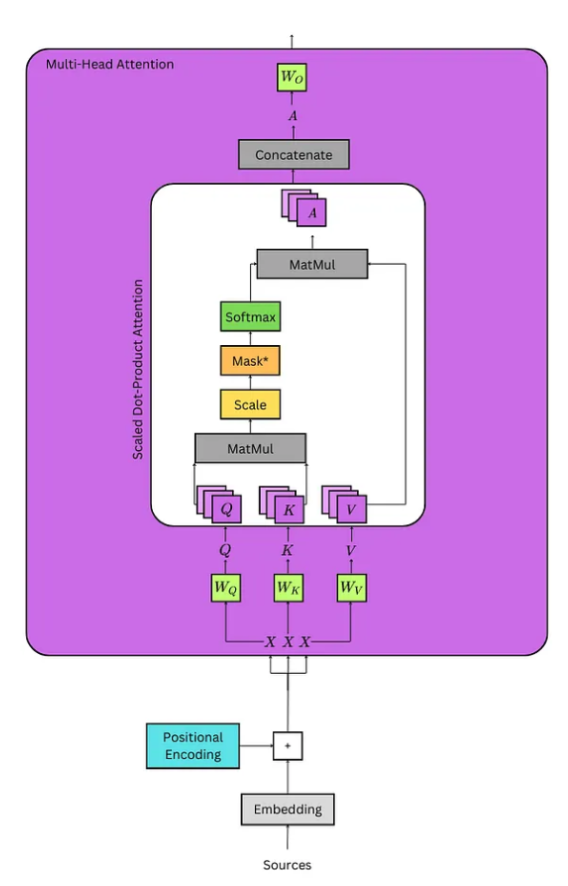 Multi-Head Attention
W_O
A
Concatenate
A
MatMul
Scaled Dot-Product Attention
Softmax
Mask*
Scale
MatMul
Q K V
Q K V
W_Q W_K W_V
X X X
Positional
Encoding
+
Embedding
Sources